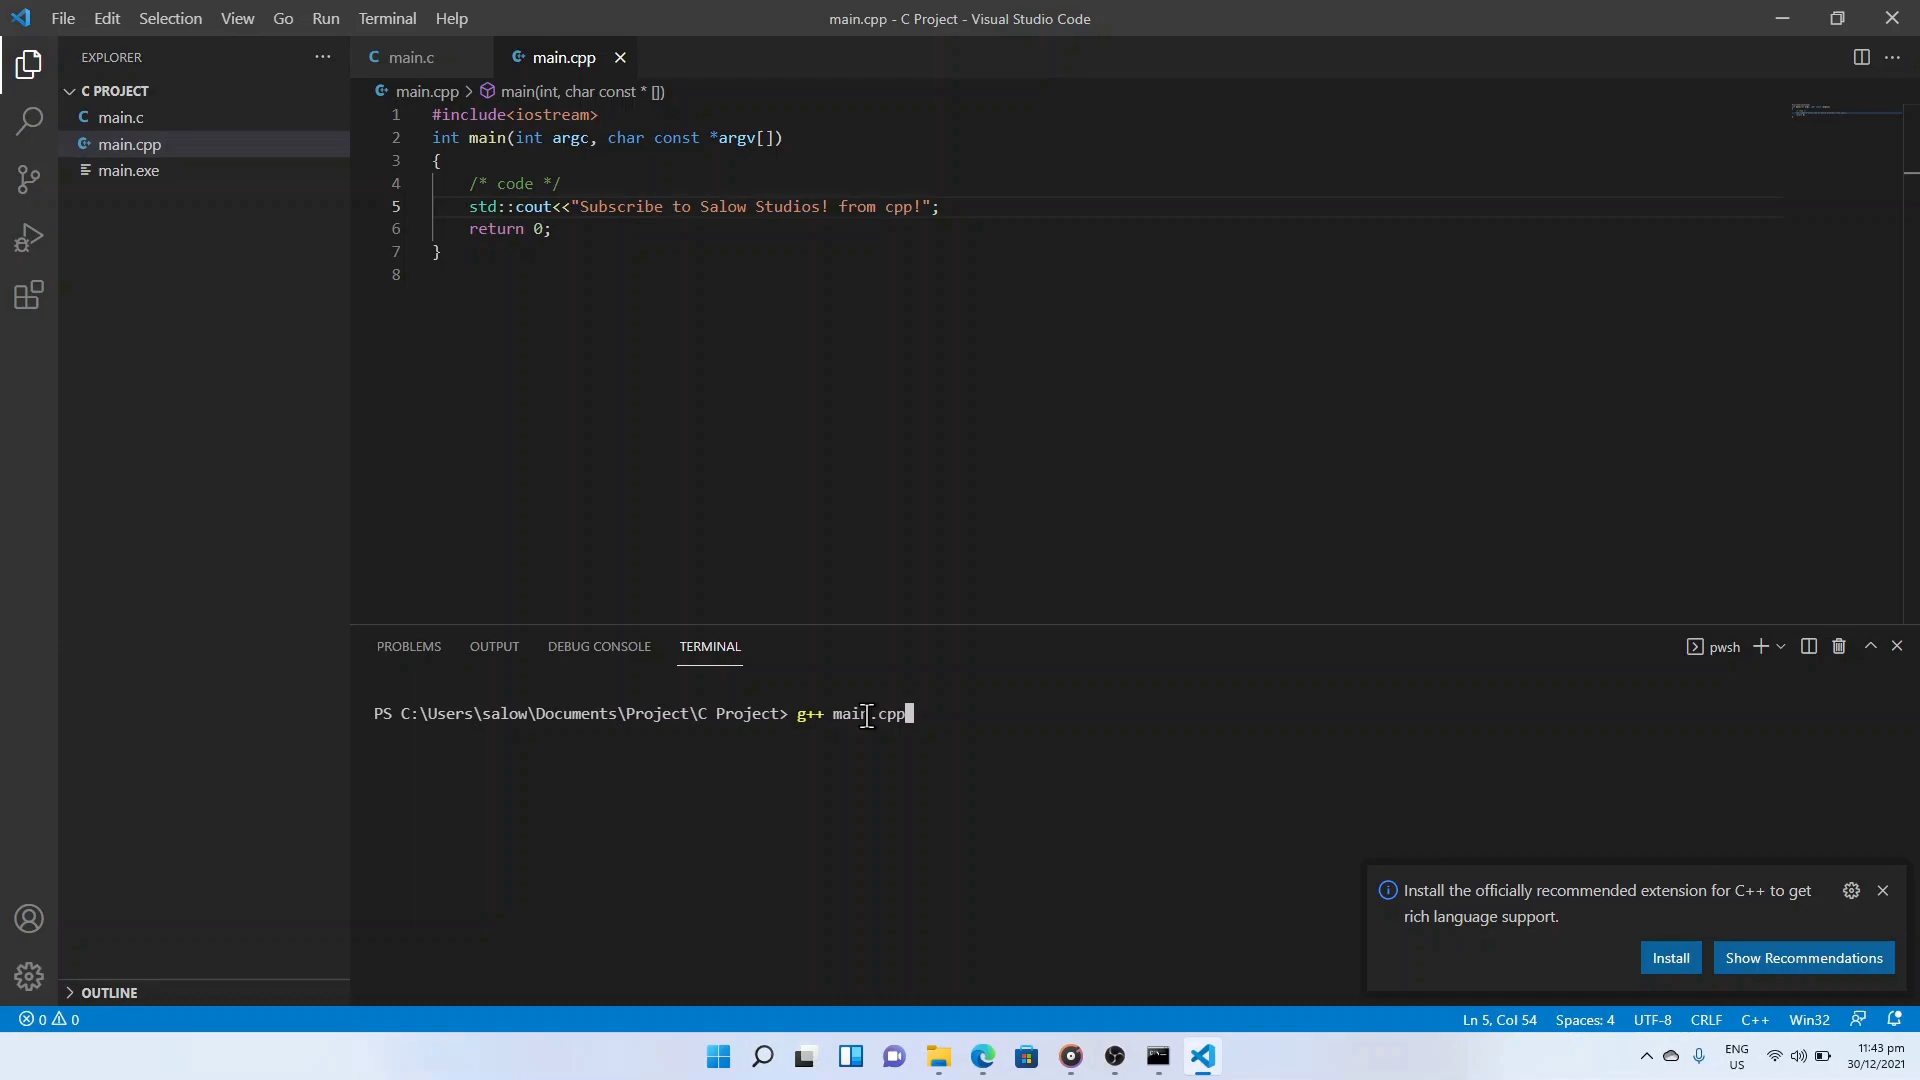 File Edit Selection View Go Run Terminal Help
main.cpp - C Project - Visual Studio Code
EXPLORER
C PROJECT
main.c
main.cpp
main.exe
OUTLINE
main.c
main.cpp
main.cpp > main(int, char const * [])
1 #include<iostream>
2 int main(int argc, char const *argv[])
3 {
4 /* code */
5 std::cout<<"Subscribe to Salow Studios! from cpp!";
6 return 0;
7 }
8
PROBLEMS OUTPUT DEBUG CONSOLE TERMINAL
pwsh
PS C:\Users\salow\Documents\Project\C Project> g++ main.cpp
Install the officially recommended extension for C++ to get
rich language support.
Install
Show Recommendations
0 0
Ln 5, Col 54 Spaces: 4 UTF-8 CRLF C++ Win32
ENG
US
11:43 pm
30/12/2021